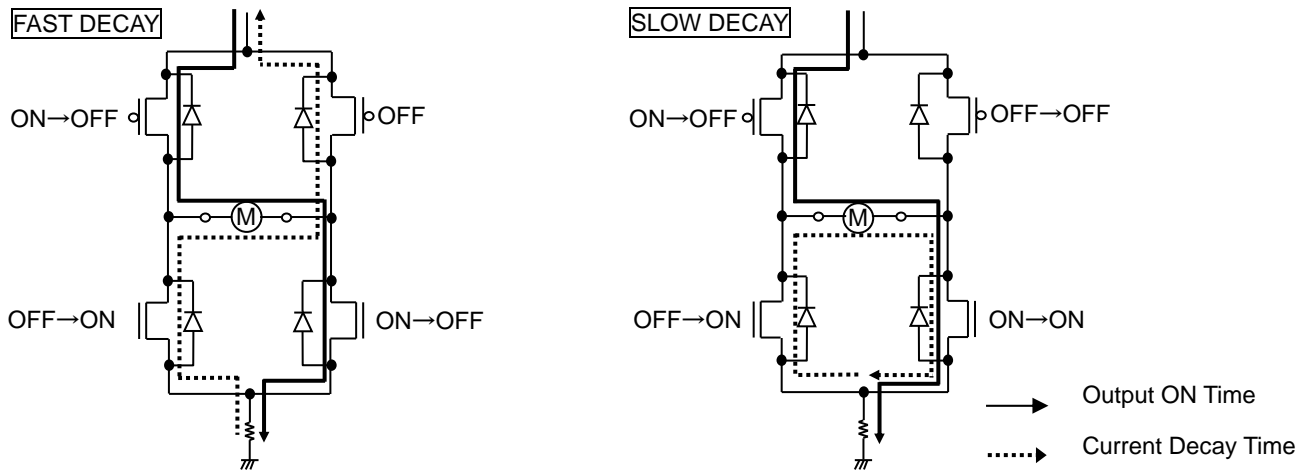 FAST DECAY
ON→OFF
OFF
M
OFF→ON
ON→OFF
SLOW DECAY
ON→OFF
OFF→OFF
M
OFF→ON
ON→ON
Output ON Time
Current Decay Time